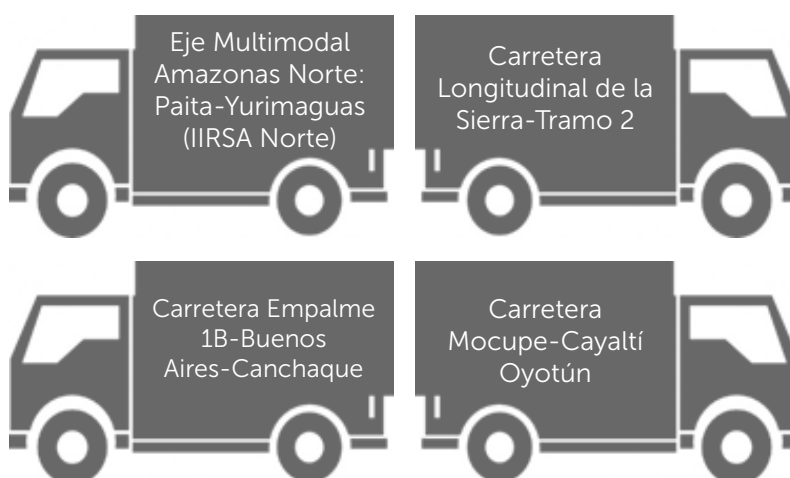 Eje Multimodal
Amazonas Norte:
Paita-Yurimaguas
(IIRSA Norte)
Carretera
Longitudinal de la
Sierra-Tramo 2
Carretera Empalme
1B-Buenos
Aires-Canchaque
Carretera
Mocupe-Cayaltí
Oyotún